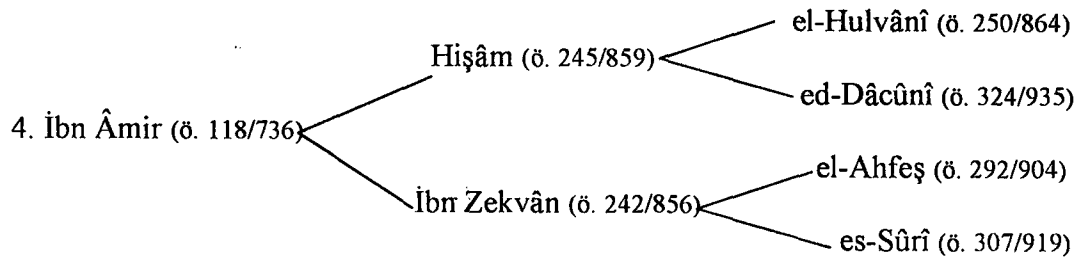 el-Hulvânî (ö. 250/864)
Hişâm (ö. 245/859)
ed-Dâcûnî (ö. 324/935)
4. İbn Âmir (ö. 118/736)
el-Ahfeş (ö. 292/904)
İbn Zekvân (ö. 242/856)
es-Sûrî (ö. 307/919)